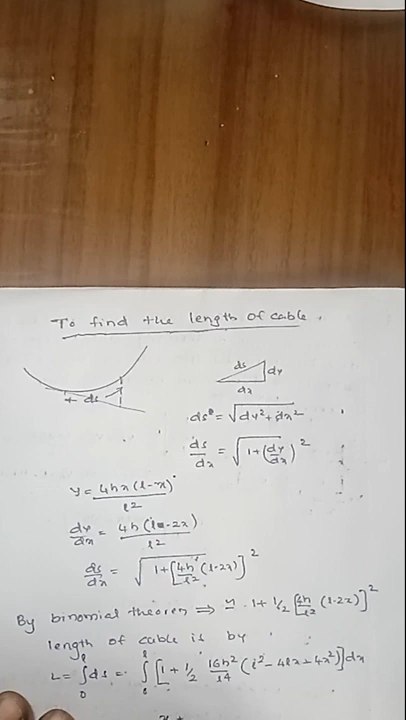 To find the length of cable.
ds
ds
dy
dx
ds = √(dy² + dx²)
ds/dx = √(1 + (dy/dx)²)
y = 4hx(l-x)/l²
dy/dx = 4h(l-2x)/l²
ds/dx = √(1 + [4h/l² (l-2x)]²)
By binomial theorem ⇒ 1 + 1/2 [4h/l² (l-2x)]²
length of cable is by
L = ∫₀ˡ ds = ∫₀ˡ [1 + 1/2 16h²/l⁴ (l² - 4lx + 4x²)] dx